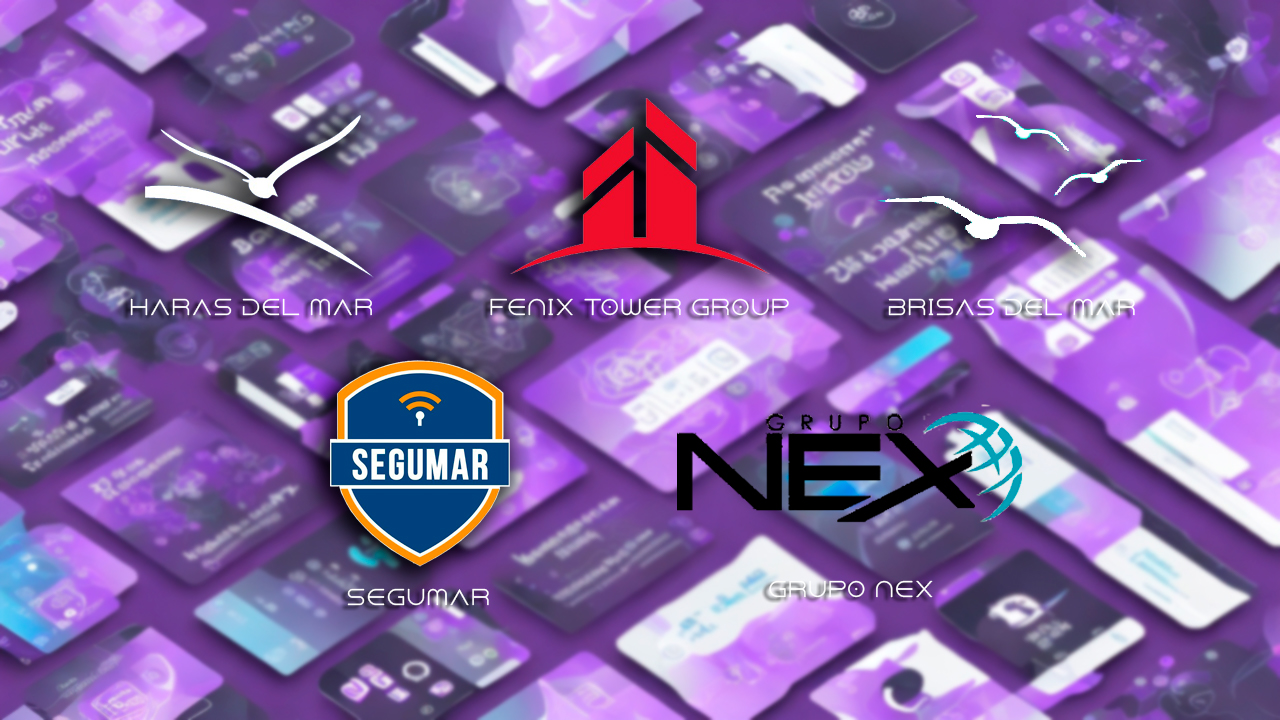 HARAS DEL MAR
FENIX TOWER GROUP
BRISAS DEL MAR
SEGUMAR
GRUPO
NEX
SEGUMAR
GRUPO NEX